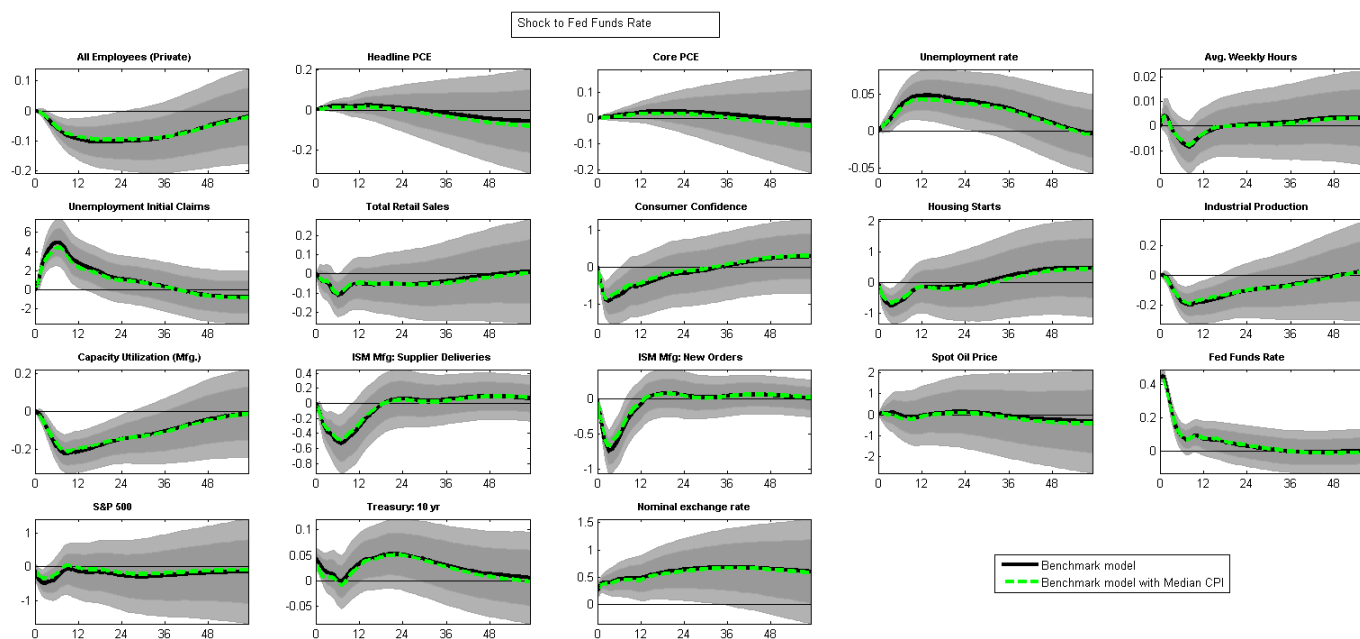 Shock to Fed Funds Rate
All Employees (Private)
0.1
0
-0.1
-0.2
0 12 24 36 48
Headline PCE
0.2
0
-0.2
0 12 24 36 48
Core PCE
0.1
0
-0.1
-0.2
0 12 24 36 48
Unemployment rate
0.05
0
-0.05
0 12 24 36 48
Avg. Weekly Hours
0.02
0.01
0
-0.01
0 12 24 36 48
Unemployment Initial Claims
6
4
2
0
-2
0 12 24 36 48
Total Retail Sales
0.2
0.1
0
-0.1
-0.2
0 12 24 36 48
Consumer Confidence
1
0
-1
0 12 24 36 48
Housing Starts
2
1
0
-1
0 12 24 36 48
Industrial Production
0.2
0
-0.2
0 12 24 36 48
Capacity Utilization (Mfg.)
0.2
0
-0.2
0 12 24 36 48
ISM Mfg: Supplier Deliveries
0.4
0.2
0
-0.2
-0.4
-0.6
-0.8
0 12 24 36 48
ISM Mfg: New Orders
0
-0.5
-1
0 12 24 36 48
Spot Oil Price
2
1
0
-1
-2
0 12 24 36 48
Fed Funds Rate
0.4
0.2
0
0 12 24 36 48
S&P 500
1
0
-1
0 12 24 36 48
Treasury: 10 yr
0.1
0.05
0
-0.05
0 12 24 36 48
Nominal exchange rate
1.5
1
0.5
0
0 12 24 36 48
Benchmark model
Benchmark model with Median CPI